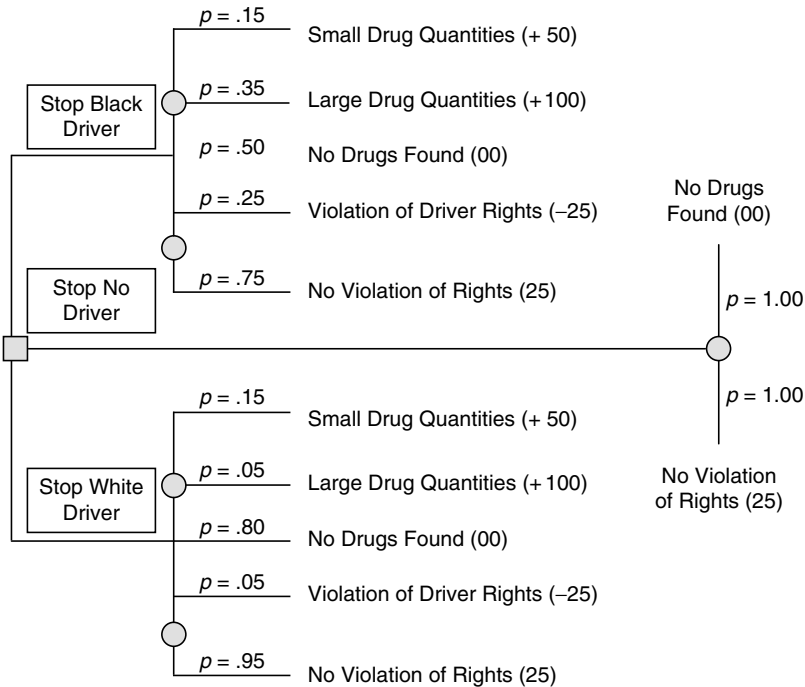 p = .15
Small Drug Quantities (+ 50)
Stop Black
Driver
p = .35
Large Drug Quantities (+100)
p = .50
No Drugs Found (00)
p = .25
Violation of Driver Rights (–25)
Stop No
Driver
p = .75
No Violation of Rights (25)
No Drugs
Found (00)
p = 1.00
p = 1.00
No Violation
of Rights (25)
p = .15
Small Drug Quantities (+ 50)
Stop White
Driver
p = .05
Large Drug Quantities (+100)
p = .80
No Drugs Found (00)
p = .05
Violation of Driver Rights (–25)
p = .95
No Violation of Rights (25)